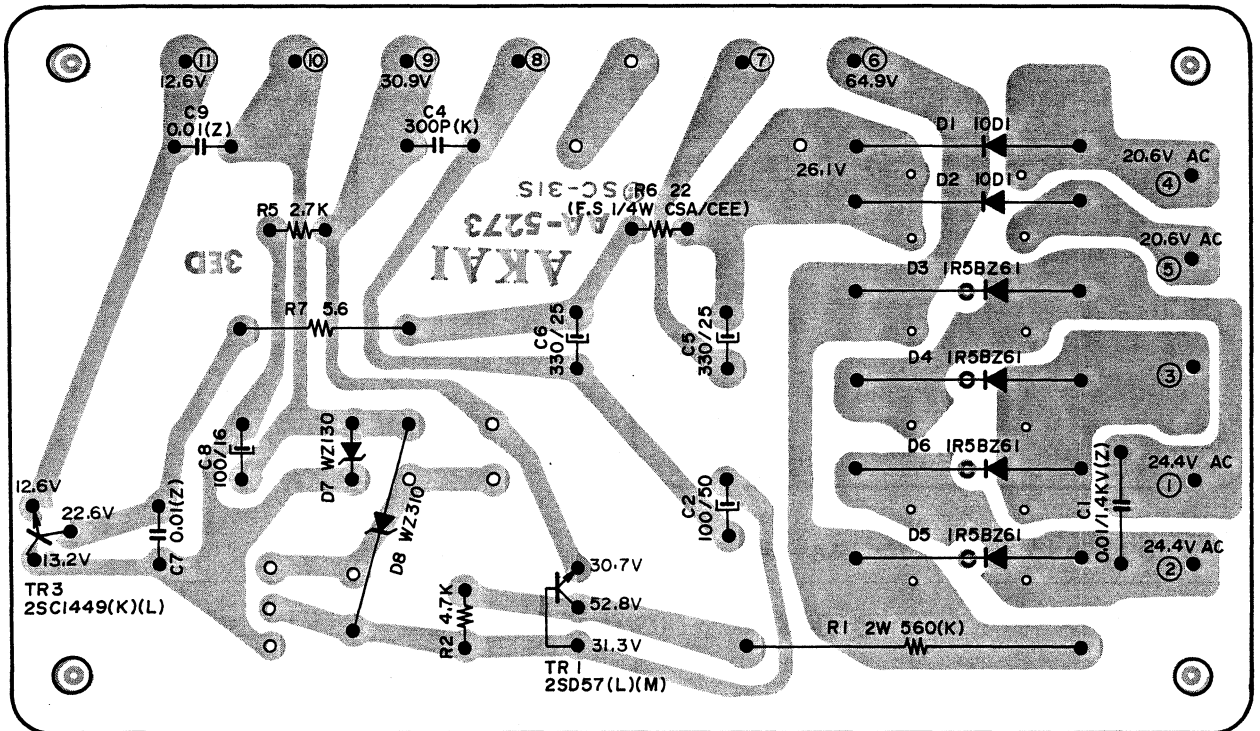 ⑪ ⑩ ⑨ ⑧ ⑦ ⑥
12.6V 30.9V 64.9V
C9
0.01(Z)
C4
300P(K)
D1 10D1
26.1V
20.6V AC
④
D2 10D1
SC-31S
R6 22
(F.S 1/4W CSA/CEE)
R5 2.7K
AA-5273
AKAI
3ED
20.6V AC
⑤
D3 1R5BZ61
R7 5.6
C6
330/25
C5
330/25
D4 1R5BZ61
③
C8
100/16
D7 WZ130
D8 WZ310
D6 1R5BZ61
24.4V AC
①
C1
0.01/1.4KV(Z)
C2
100/50
12.6V
22.6V
13.2V
C7 0.01(Z)
TR3
2SC1449(K)(L)
D5 1R5BZ61
24.4V AC
②
30.7V
52.8V
31.3V
R2 4.7K
TR1
2SD57(L)(M)
R1 2W 560(K)